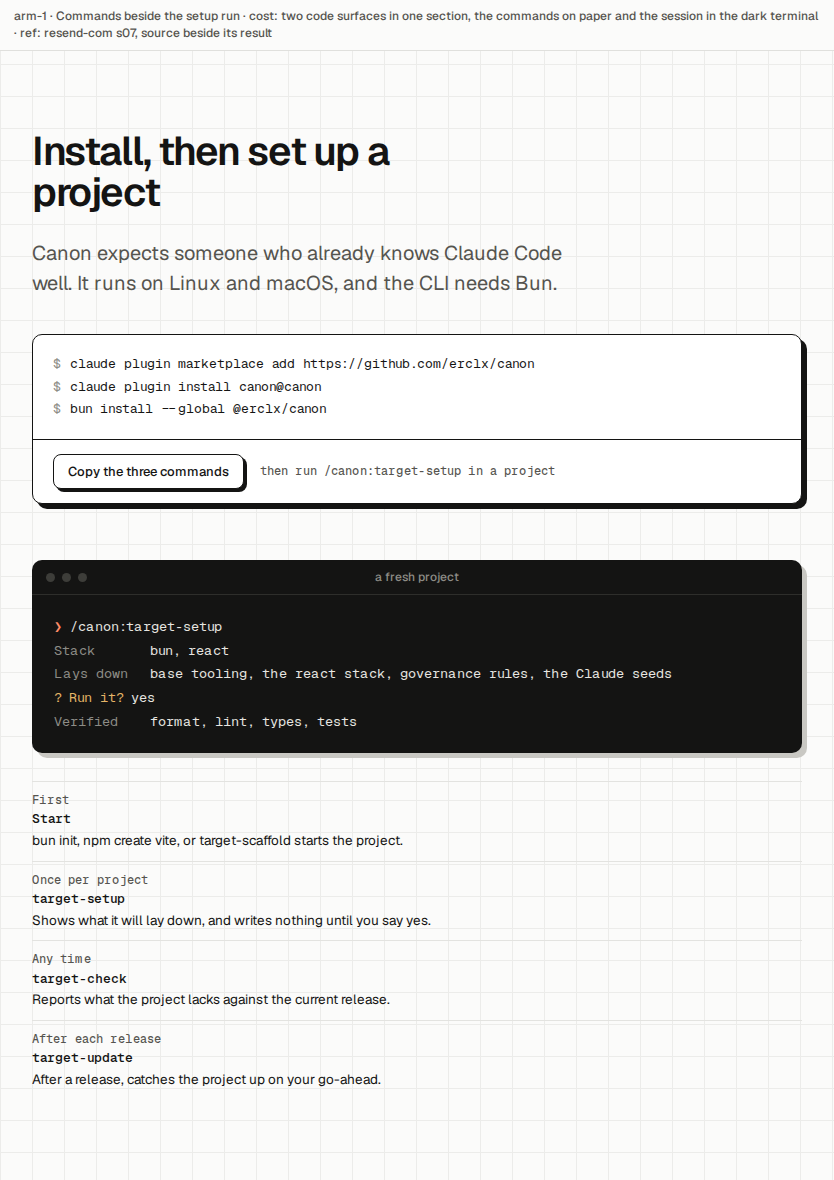 arm-1 · Commands beside the setup run · cost: two code surfaces in one section, the commands on paper and the session in the dark terminal
· ref: resend-com s07, source beside its result
Install, then set up a
project
Canon expects someone who already knows Claude Code
well. It runs on Linux and macOS, and the CLI needs Bun.
$ claude plugin marketplace add https://github.com/erclx/canon
$ claude plugin install canon@canon
$ bun install --global @erclx/canon
Copy the three commands then run /canon:target-setup in a project
a fresh project
❯ /canon:target-setup
Stack bun, react
Lays down base tooling, the react stack, governance rules, the Claude seeds
? Run it? yes
Verified format, lint, types, tests
First
Start
bun init, npm create vite, or target-scaffold starts the project.
Once per project
target-setup
Shows what it will lay down, and writes nothing until you say yes.
Any time
target-check
Reports what the project lacks against the current release.
After each release
target-update
After a release, catches the project up on your go-ahead.